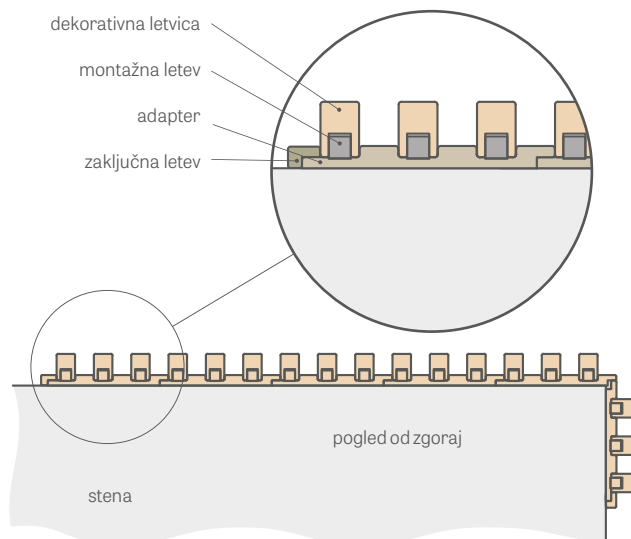 dekorativna letvica
montažna letev
adapter
zaključna letev
pogled od zgoraj
stena